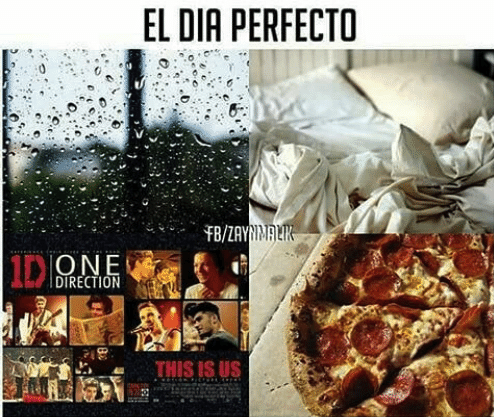 EL DIA PERFECTO
FB/ZAYNMALIK
1D ONE
DIRECTION
THIS IS US